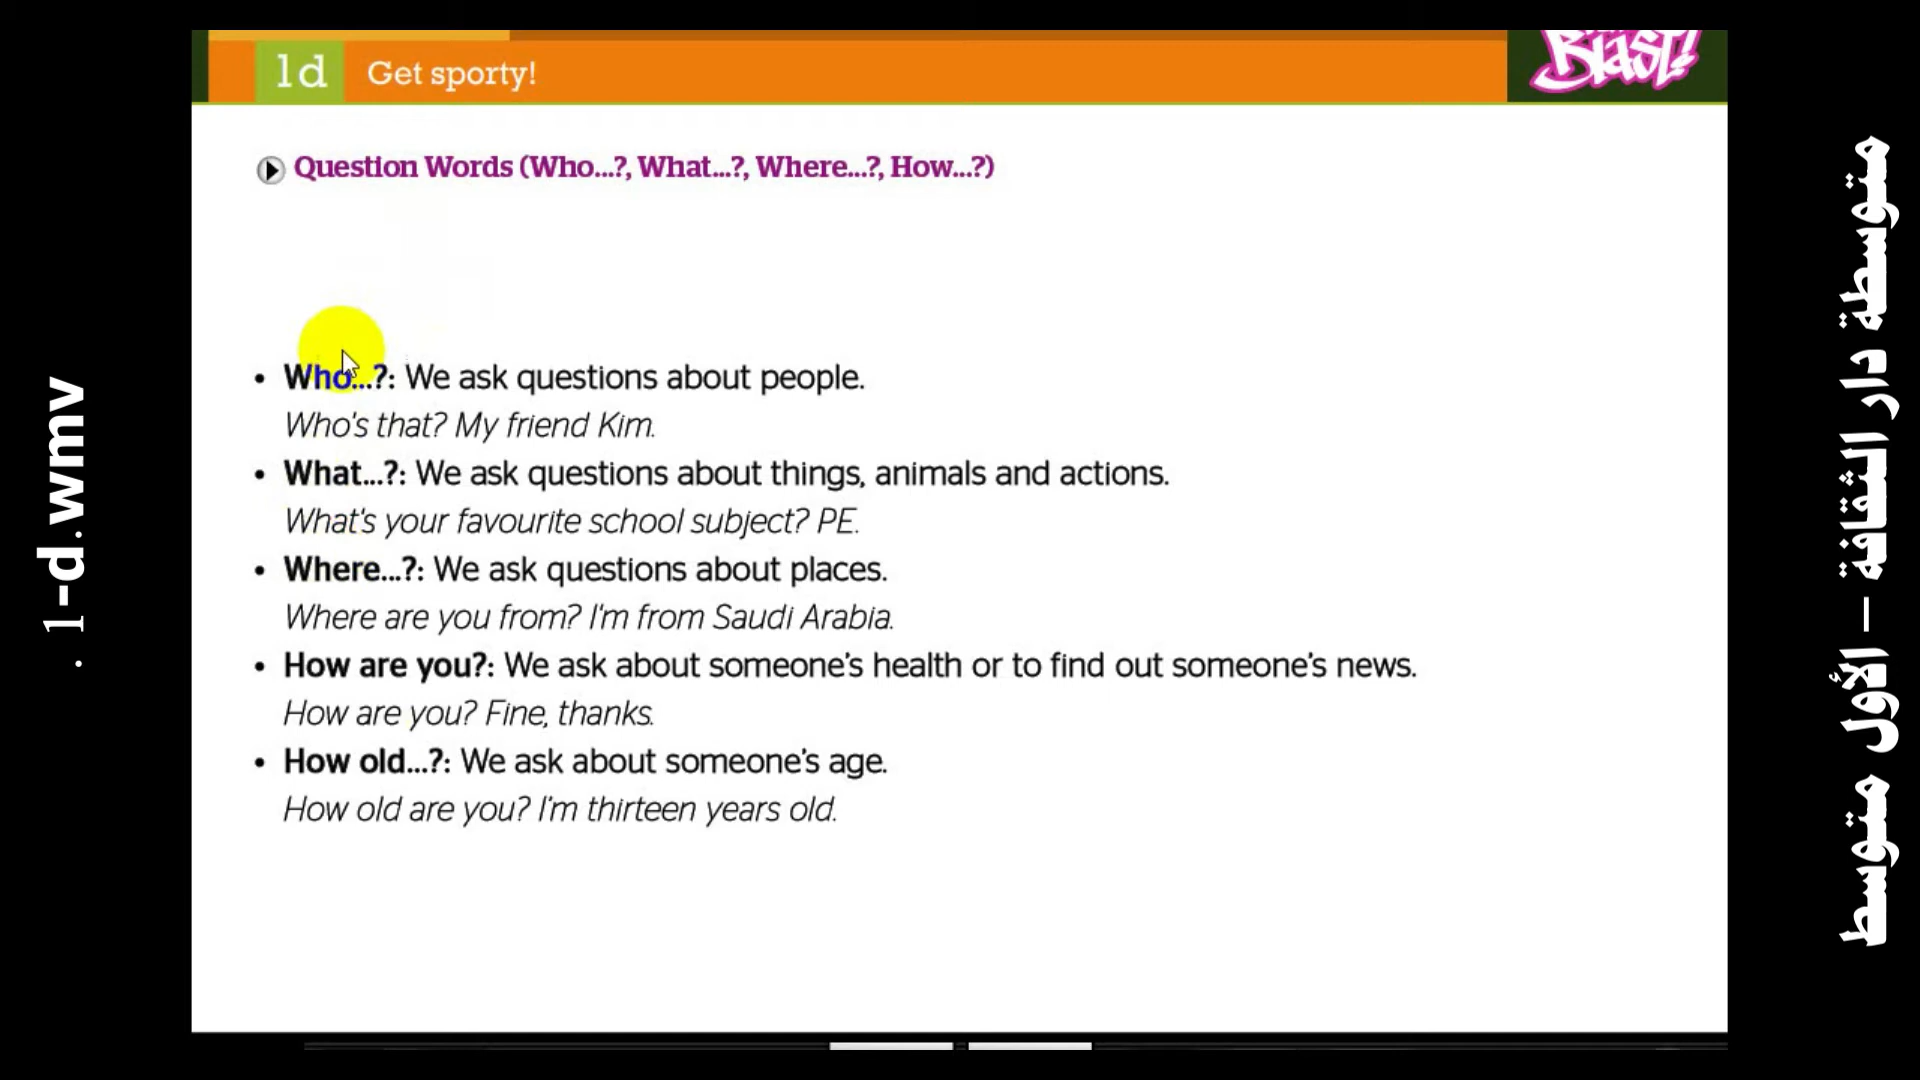 1d Get sporty!
Blast!
Question Words (Who...?, What...?, Where...?, How...?)
• Who...?: We ask questions about people.
Who's that? My friend Kim.
• What...?: We ask questions about things, animals and actions.
What's your favourite school subject? PE.
• Where...?: We ask questions about places.
Where are you from? I'm from Saudi Arabia.
• How are you?: We ask about someone's health or to find out someone's news.
How are you? Fine, thanks.
• How old...?: We ask about someone's age.
How old are you? I'm thirteen years old.
. 1-d.wmv
متوسطة دار الثقافة – الأول متوسط